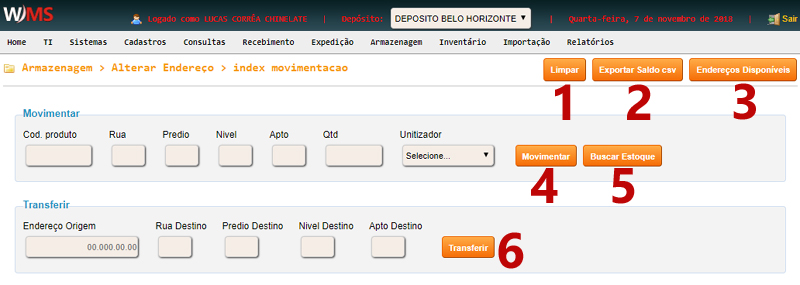 WMS
Logado como LUCAS CORRÊA CHINELATE | Depósito: DEPOSITO BELO HORIZONTE | Quarta-feira, 7 de novembro de 2018 | Sair
Home TI Sistemas Cadastros Consultas Recebimento Expedição Armazenagem Inventário Importação Relatórios
Armazenagem > Alterar Endereço > index movimentacao
Limpar Exportar Saldo csv Endereços Disponíveis
1 2 3
Movimentar
Cod. produto Rua Predio Nivel Apto Qtd Unitizador
Selecione... Movimentar Buscar Estoque
4 5
Transferir
Endereço Origem Rua Destino Predio Destino Nivel Destino Apto Destino
00.000.00.00 Transferir 6